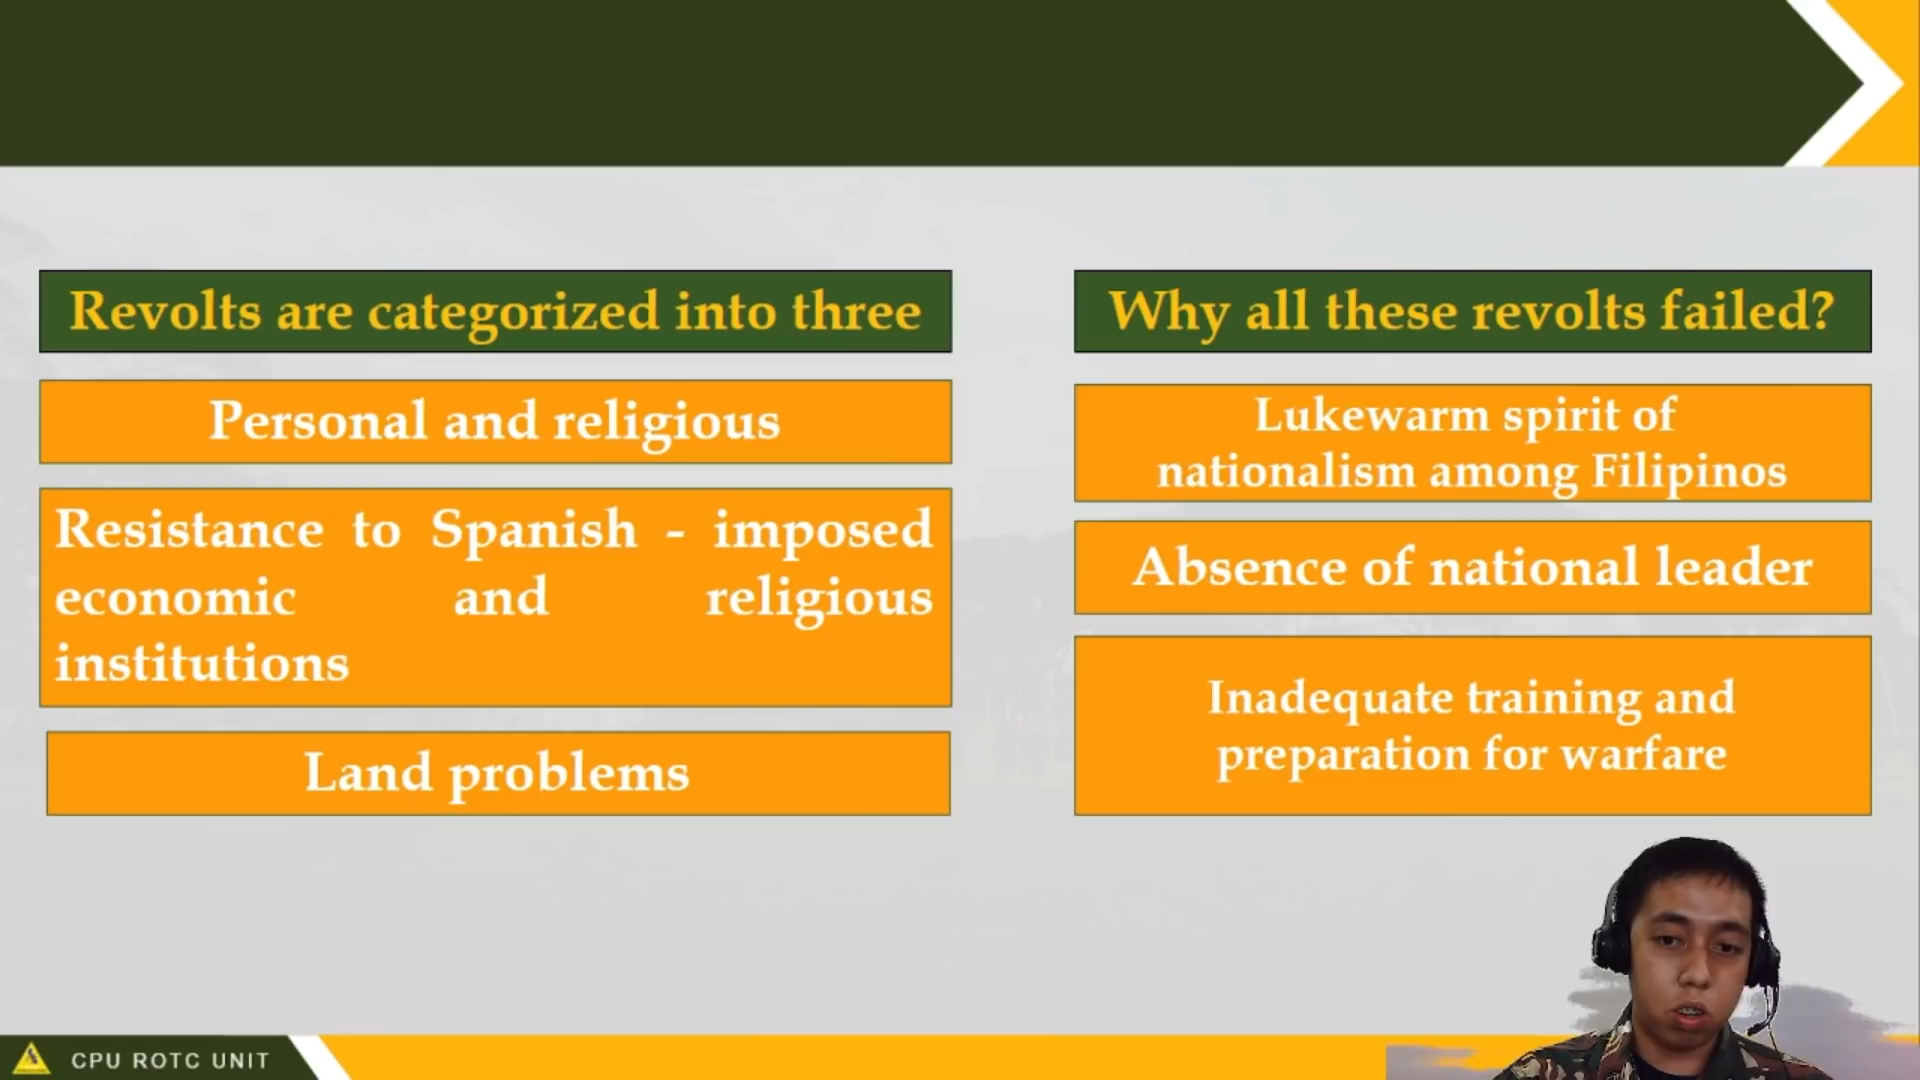 Revolts are categorized into three
Personal and religious
Resistance to Spanish - imposed
economic and religious
institutions
Land problems
Why all these revolts failed?
Lukewarm spirit of
nationalism among Filipinos
Absence of national leader
Inadequate training and
preparation for warfare
CPU ROTC UNIT